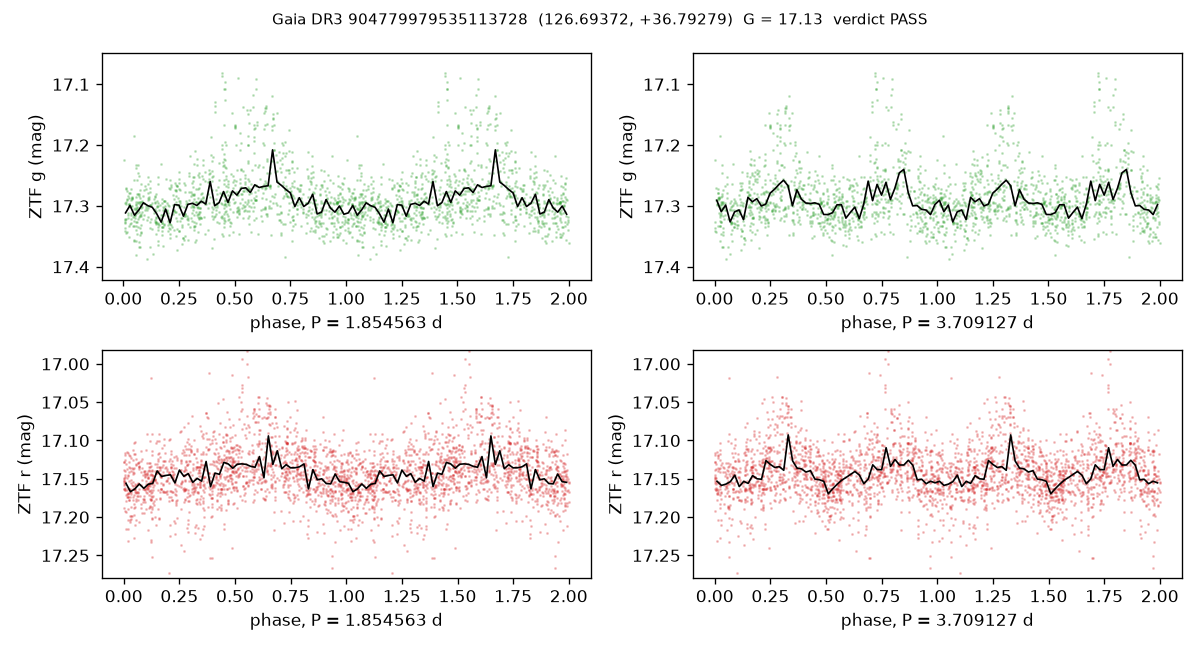 Gaia DR3 904779979535113728 (126.69372, +36.79279) G = 17.13 verdict PASS
ZTF g (mag)
17.1
17.2
17.3
17.4
0.00 0.25 0.50 0.75 1.00 1.25 1.50 1.75 2.00
phase, P = 1.854563 d
ZTF g (mag)
17.1
17.2
17.3
17.4
0.00 0.25 0.50 0.75 1.00 1.25 1.50 1.75 2.00
phase, P = 3.709127 d
ZTF r (mag)
17.00
17.05
17.10
17.15
17.20
17.25
0.00 0.25 0.50 0.75 1.00 1.25 1.50 1.75 2.00
phase, P = 1.854563 d
ZTF r (mag)
17.00
17.05
17.10
17.15
17.20
17.25
0.00 0.25 0.50 0.75 1.00 1.25 1.50 1.75 2.00
phase, P = 3.709127 d